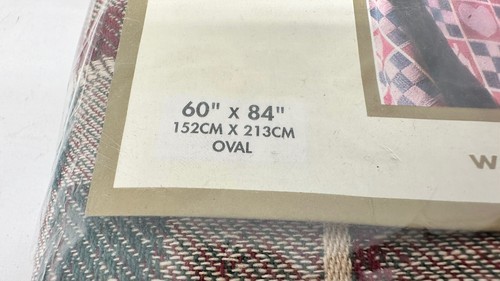 60" x 84"
152CM X 213CM
OVAL
W